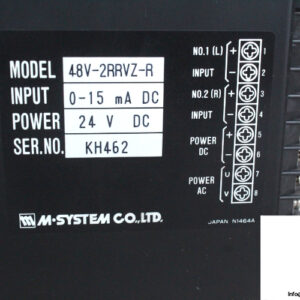 MODEL 48V-2RRVZ-R
INPUT 0-15 mA DC
POWER 24 V DC
SER.NO. KH462
M-SYSTEM CO.,LTD.
NO.1 (L) + 1
INPUT - 2
NO.2 (R) + 3
INPUT - 4
POWER + 5
DC - 6
POWER U 7
AC V 8
JAPAN N1464A